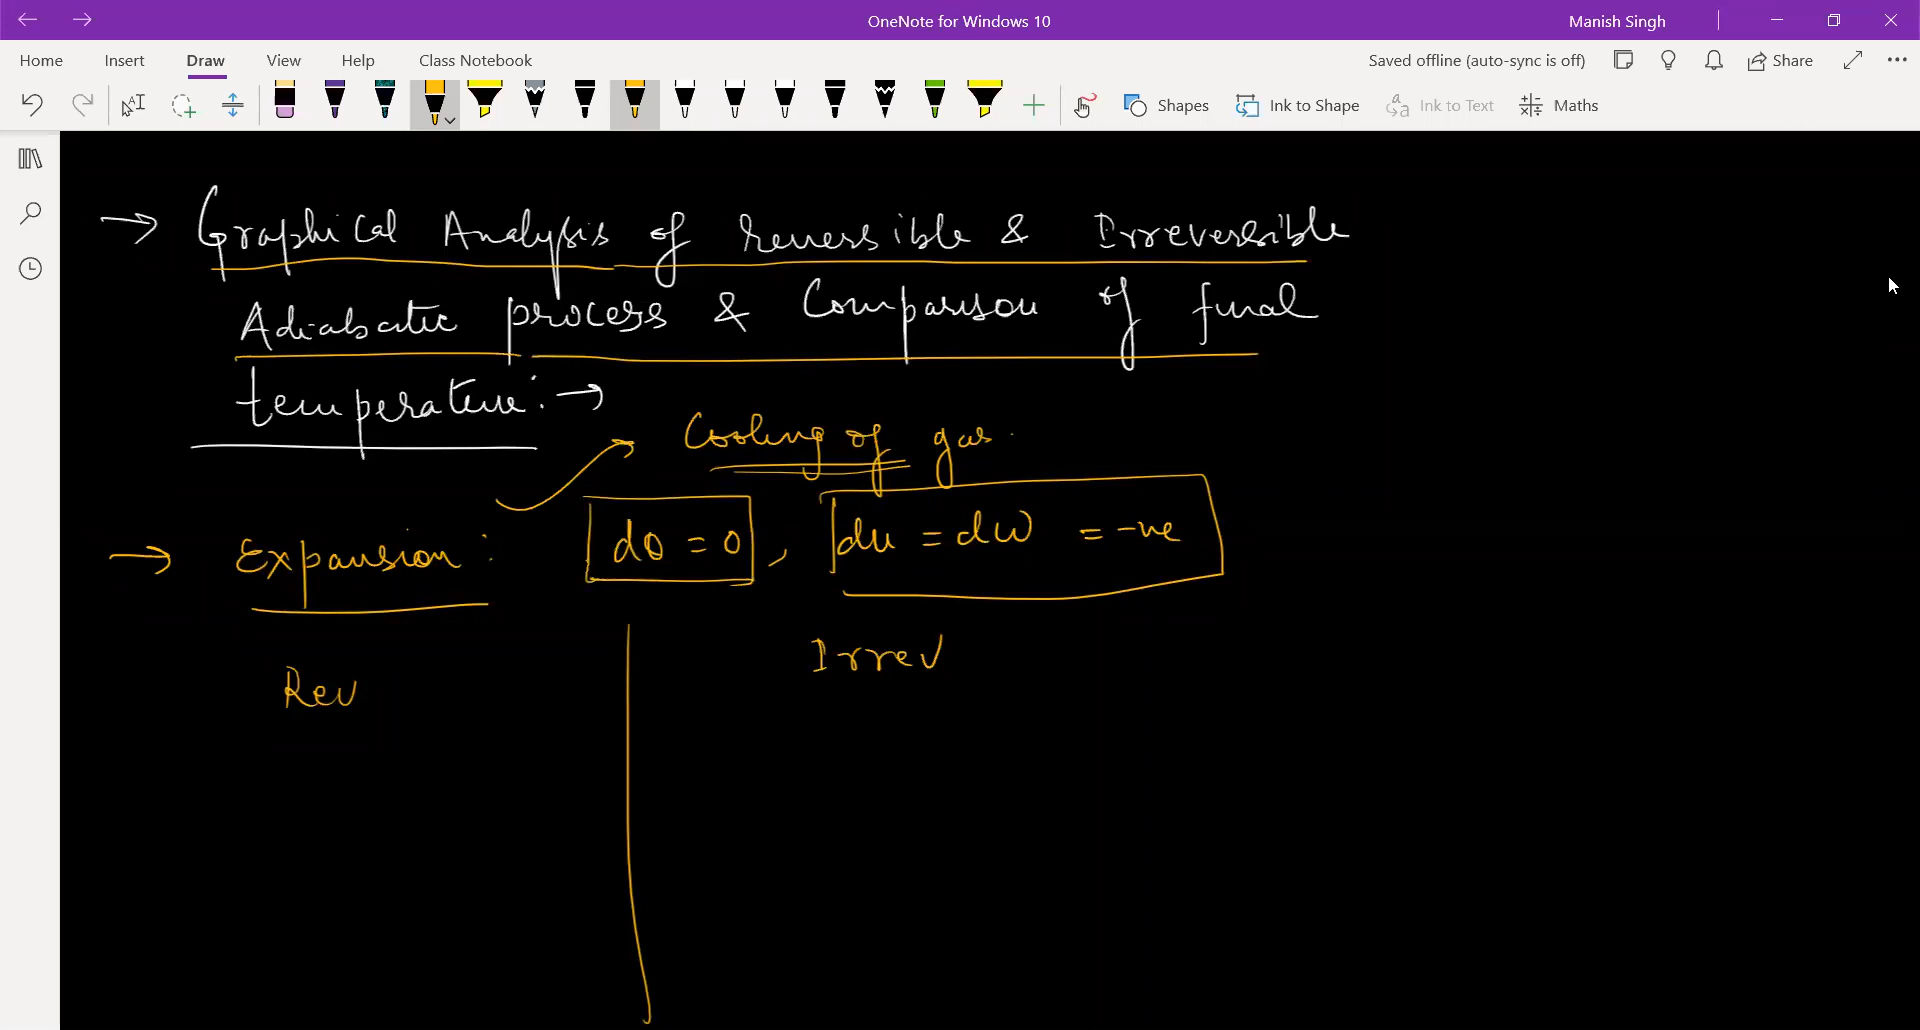 OneNote for Windows 10
Manish Singh
Home Insert Draw View Help Class Notebook
Saved offline (auto-sync is off) Share
Shapes Ink to Shape Ink to Text Maths
→ Graphical Analysis of Reversible & Irreversible
Adiabatic process & Comparison of final
temperature :→
Cooling of gas.
→ Expansion : dQ = 0 , du = dw = -ve
Rev
Irrev